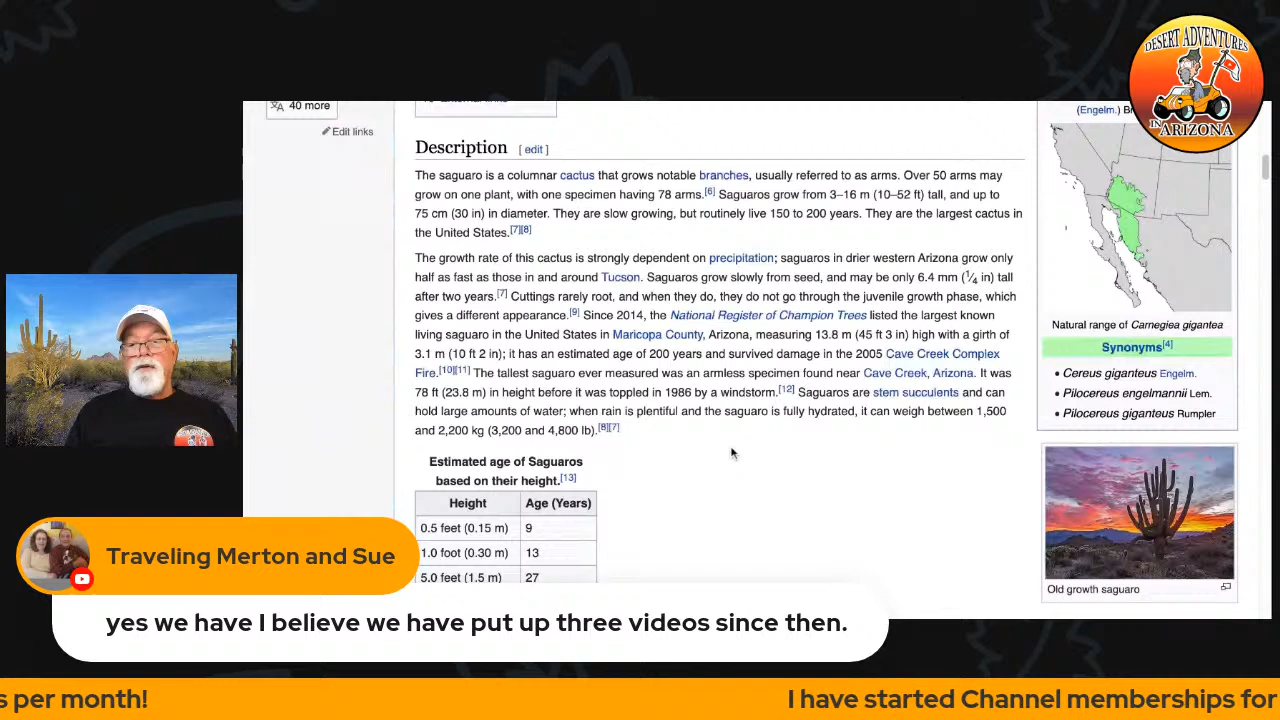 DESERT ADVENTURES
IN ARIZONA
40 more
Edit links
Description [ edit ]
The saguaro is a columnar cactus that grows notable branches, usually referred to as arms. Over 50 arms may
grow on one plant, with one specimen having 78 arms.[6] Saguaros grow from 3–16 m (10–52 ft) tall, and up to
75 cm (30 in) in diameter. They are slow growing, but routinely live 150 to 200 years. They are the largest cactus in
the United States.[7][8]
The growth rate of this cactus is strongly dependent on precipitation; saguaros in drier western Arizona grow only
half as fast as those in and around Tucson. Saguaros grow slowly from seed, and may be only 6.4 mm (1⁄4 in) tall
after two years.[7] Cuttings rarely root, and when they do, they do not go through the juvenile growth phase, which
gives a different appearance.[9] Since 2014, the National Register of Champion Trees listed the largest known
living saguaro in the United States in Maricopa County, Arizona, measuring 13.8 m (45 ft 3 in) high with a girth of
3.1 m (10 ft 2 in); it has an estimated age of 200 years and survived damage in the 2005 Cave Creek Complex
Fire.[10][11] The tallest saguaro ever measured was an armless specimen found near Cave Creek, Arizona. It was
78 ft (23.8 m) in height before it was toppled in 1986 by a windstorm.[12] Saguaros are stem succulents and can
hold large amounts of water; when rain is plentiful and the saguaro is fully hydrated, it can weigh between 1,500
and 2,200 kg (3,200 and 4,800 lb).[8][7]
Estimated age of Saguaros
based on their height.[13]
Height Age (Years)
0.5 feet (0.15 m) 9
1.0 foot (0.30 m) 13
5.0 feet (1.5 m) 27
(Engelm.)
Natural range of Carnegiea gigantea
Synonyms[4]
• Cereus giganteus Engelm.
• Pilocereus engelmannii Lem.
• Pilocereus giganteus Rumpler
Old growth saguaro
Traveling Merton and Sue
yes we have I believe we have put up three videos since then.
s per month! I have started Channel memberships for